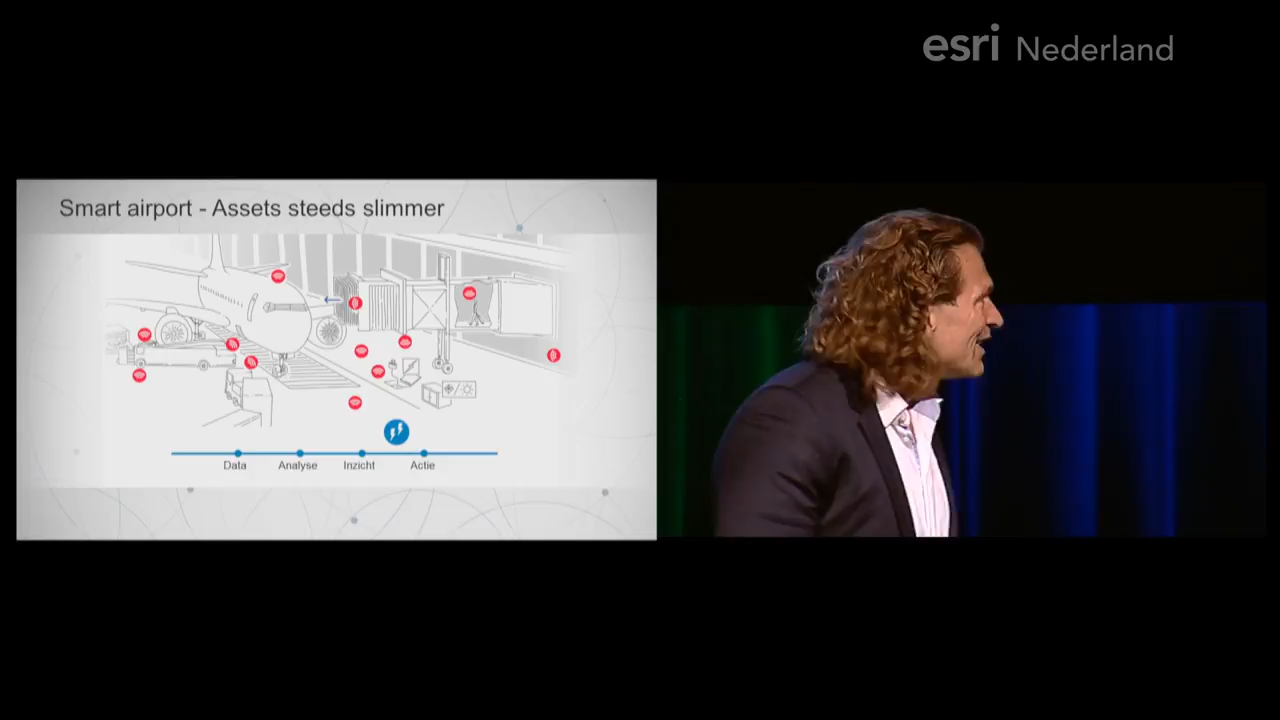 esri Nederland
Smart airport - Assets steeds slimmer
Data Analyse Inzicht Actie